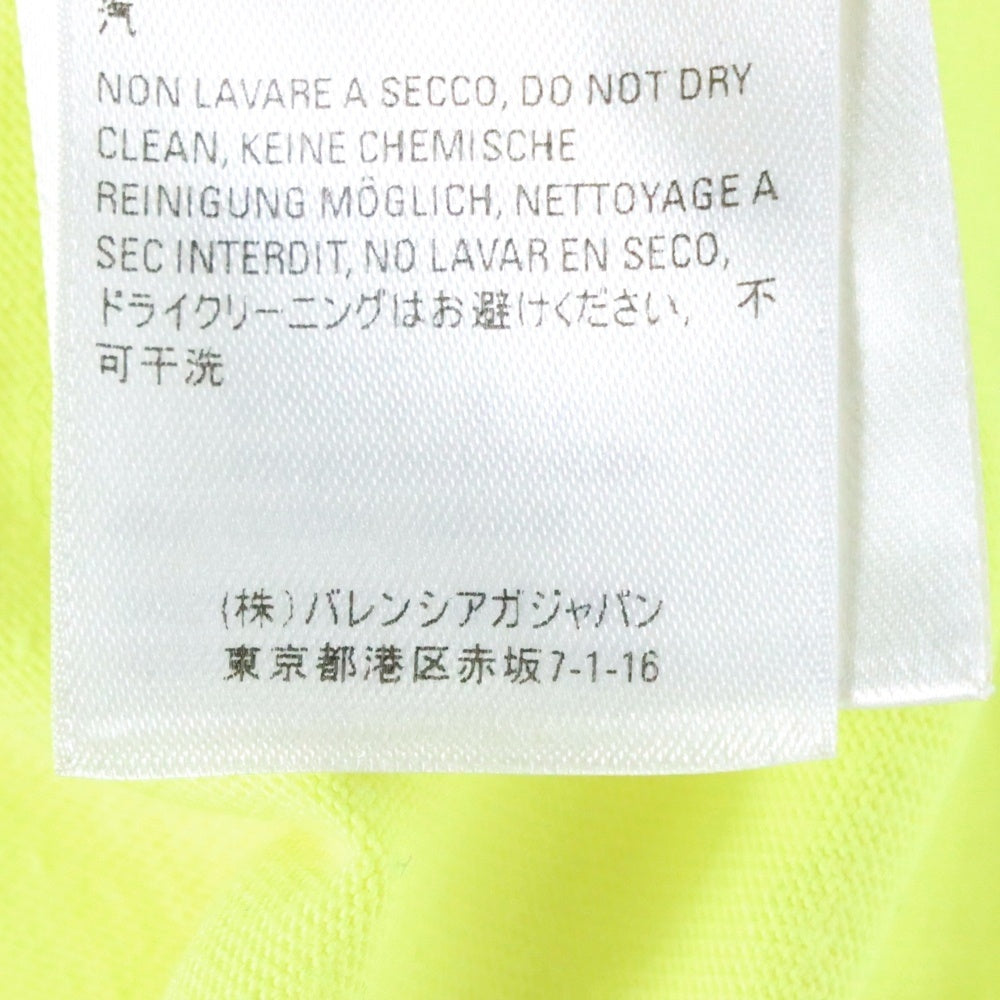 汽
NON LAVARE A SECCO, DO NOT DRY
CLEAN, KEINE CHEMISCHE
REINIGUNG MÖGLICH, NETTOYAGE A
SEC INTERDIT, NO LAVAR EN SECO,
ドライクリーニングはお避けください, 不
可干洗
(株)バレンシアガジャパン
東京都港区赤坂7-1-16